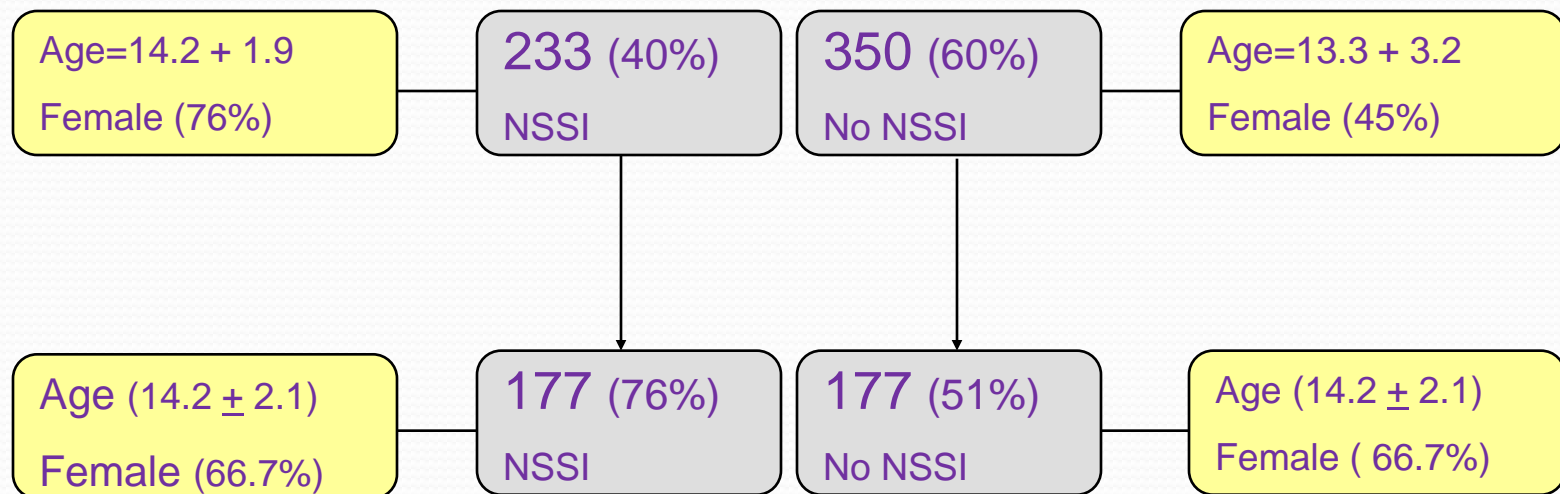 Age=14.2 + 1.9
Female (76%)
233 (40%)
NSSI
350 (60%)
No NSSI
Age=13.3 + 3.2
Female (45%)
Age (14.2 ± 2.1)
Female (66.7%)
177 (76%)
NSSI
177 (51%)
No NSSI
Age (14.2 ± 2.1)
Female ( 66.7%)